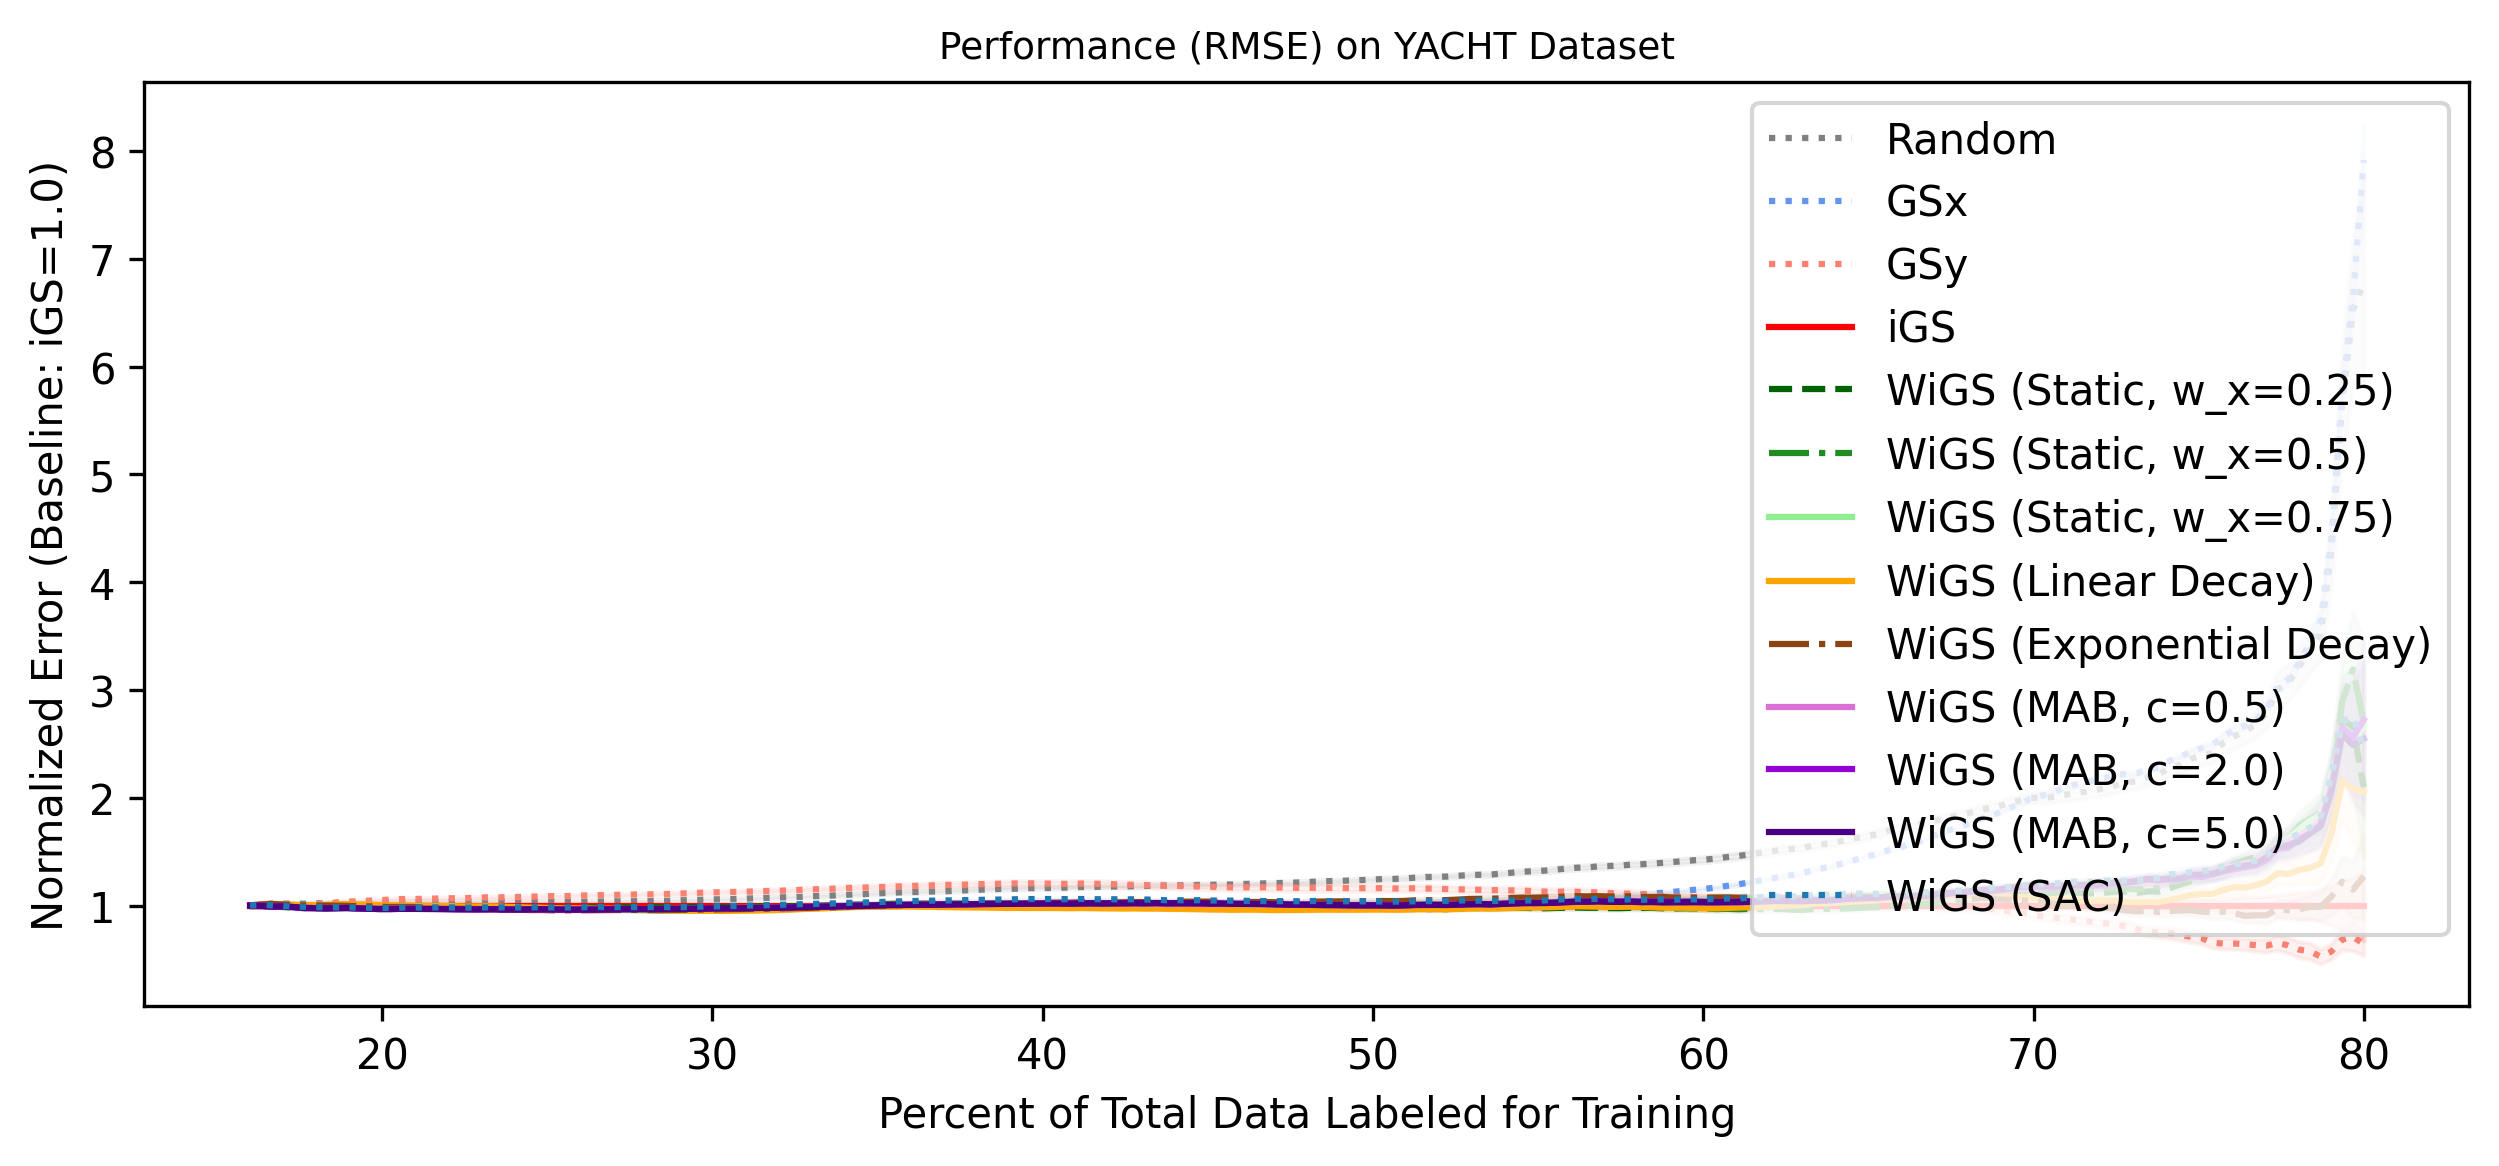 Performance (RMSE) on YACHT Dataset
Normalized Error (Baseline: iGS=1.0)
8
7
6
5
4
3
2
1
Random
GSx
GSy
iGS
WiGS (Static, w_x=0.25)
WiGS (Static, w_x=0.5)
WiGS (Static, w_x=0.75)
WiGS (Linear Decay)
WiGS (Exponential Decay)
WiGS (MAB, c=0.5)
WiGS (MAB, c=2.0)
WiGS (MAB, c=5.0)
WiGS (SAC)
20 30 40 50 60 70 80
Percent of Total Data Labeled for Training